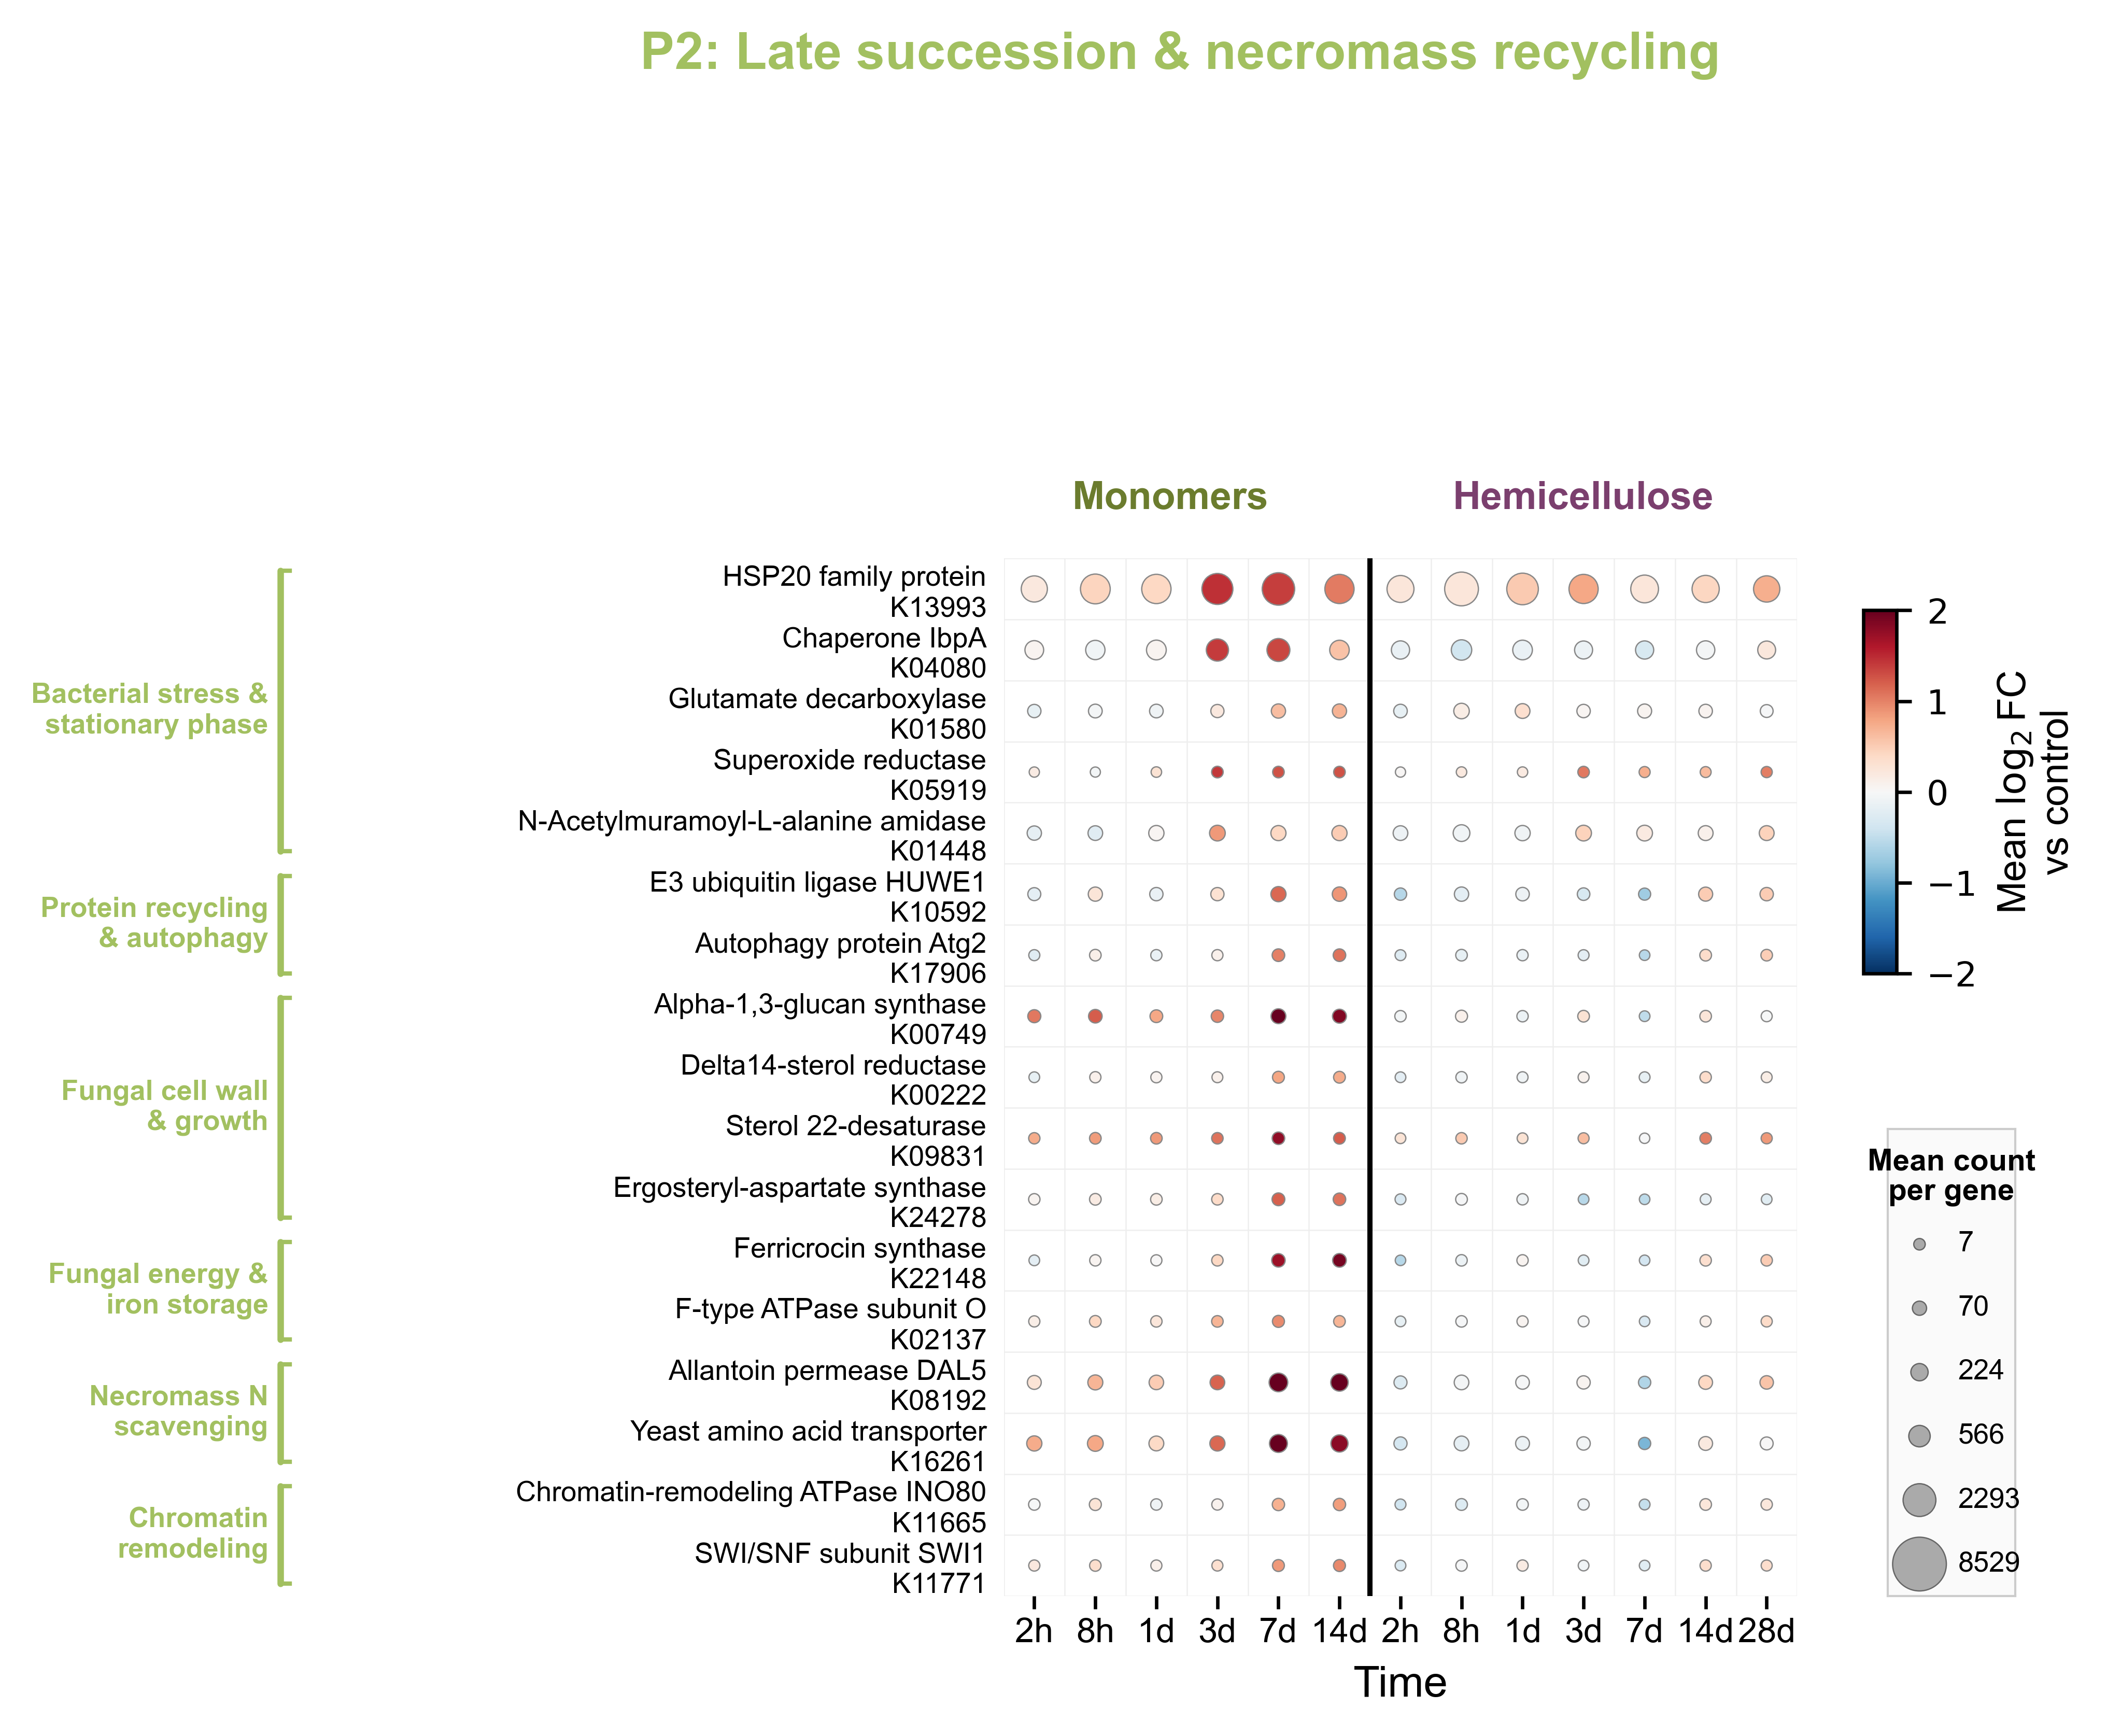 P2: Late succession & necromass recycling
Monomers
Hemicellulose
Bacterial stress &
stationary phase
HSP20 family protein
K13993
Chaperone IbpA
K04080
Glutamate decarboxylase
K01580
Superoxide reductase
K05919
N-Acetylmuramoyl-L-alanine amidase
K01448
Protein recycling
& autophagy
E3 ubiquitin ligase HUWE1
K10592
Autophagy protein Atg2
K17906
Fungal cell wall
& growth
Alpha-1,3-glucan synthase
K00749
Delta14-sterol reductase
K00222
Sterol 22-desaturase
K09831
Ergosteryl-aspartate synthase
K24278
Fungal energy &
iron storage
Ferricrocin synthase
K22148
F-type ATPase subunit O
K02137
Necromass N
scavenging
Allantoin permease DAL5
K08192
Yeast amino acid transporter
K16261
Chromatin
remodeling
Chromatin-remodeling ATPase INO80
K11665
SWI/SNF subunit SWI1
K11771
2h 8h 1d 3d 7d 14d 2h 8h 1d 3d 7d 14d 28d
Time
2
1
0
−1
−2
Mean log₂ FC
vs control
Mean count
per gene
7
70
224
566
2293
8529